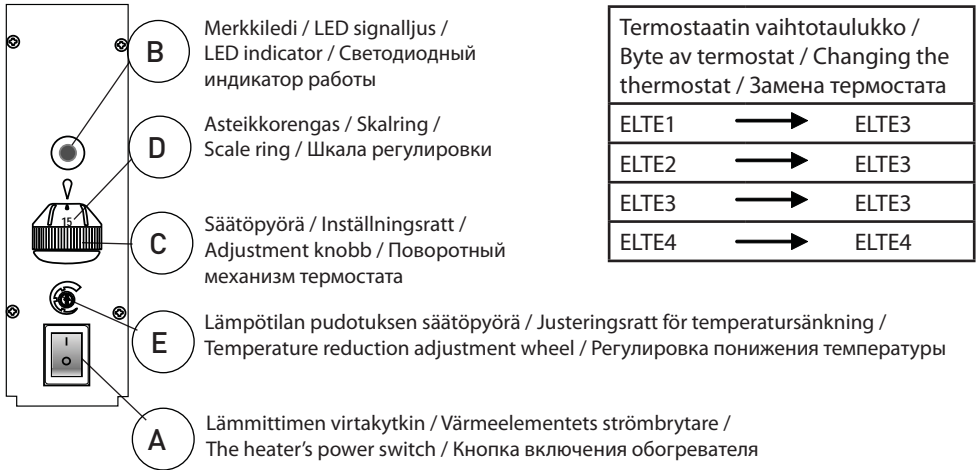 B
Merkkiledi / LED signalljus /
LED indicator / Светодиодный
индикатор работы
D
Asteikkorengas / Skalring /
Scale ring / Шкала регулировки
15
C
Säätöpyörä / Inställningsratt /
Adjustment knobb / Поворотный
механизм термостата
E
Lämpötilan pudotuksen säätöpyörä / Justeringsratt för temperatursänkning /
Temperature reduction adjustment wheel / Регулировка понижения температуры
I
O
A
Lämmittimen virtakytkin / Värmeelementets strömbrytare /
The heater’s power switch / Кнопка включения обогревателя
Termostaatin vaihtotaulukko /
Byte av termostat / Changing the
thermostat / Замена термостата
ELTE1 → ELTE3
ELTE2 → ELTE3
ELTE3 → ELTE3
ELTE4 → ELTE4